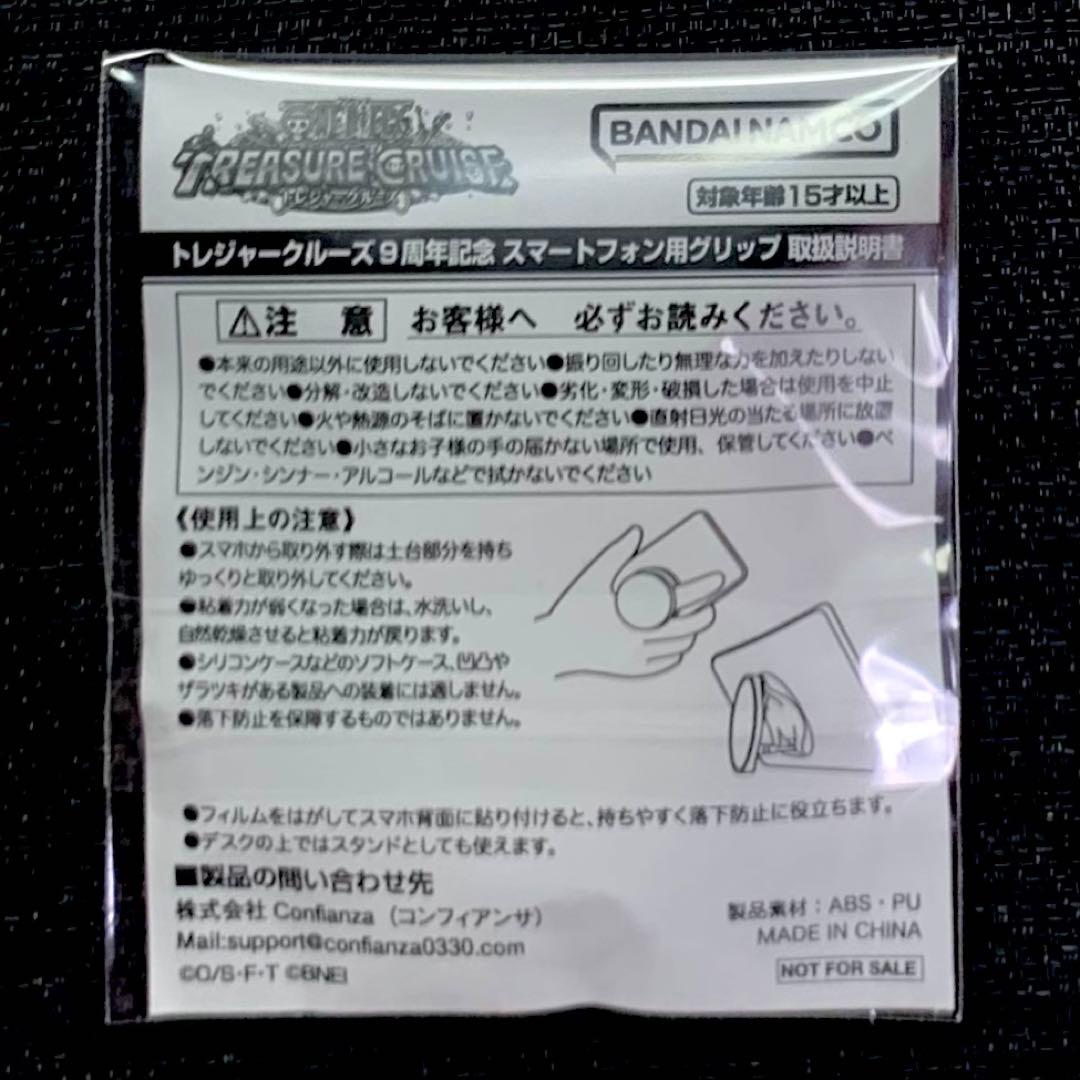 ONE PIECE
TREASURE CRUISE
トレジャークルーズ
BANDAI NAMCO
対象年齢15才以上
トレジャークルーズ9周年記念 スマートフォン用グリップ 取扱説明書
⚠注 意 お客様へ 必ずお読みください。
●本来の用途以外に使用しないでください●振り回したり無理な力を加えたりしない
でください●分解・改造しないでください●劣化・変形・破損した場合は使用を中止
してください●火や熱源のそばに置かないでください●直射日光の当たる場所に放置
しないでください●小さなお子様の手の届かない場所で使用、保管してください●ベ
ンジン・シンナー・アルコールなどで拭かないでください
《使用上の注意》
●スマホから取り外す際は土台部分を持ち
ゆっくりと取り外してください。
●粘着力が弱くなった場合は、水洗いし、
自然乾燥させると粘着力が戻ります。
●シリコンケースなどのソフトケース、凹凸や
ザラツキがある製品への装着には適しません。
●落下防止を保障するものではありません。
●フィルムをはがしてスマホ背面に貼り付けると、持ちやすく落下防止に役立ちます。
●デスクの上ではスタンドとしても使えます。
■製品の問い合わせ先
株式会社 Confianza（コンフィアンサ）
Mail:support@confianza0330.com
©O/S・F・T ©BNEI
製品素材：ABS・PU
MADE IN CHINA
NOT FOR SALE